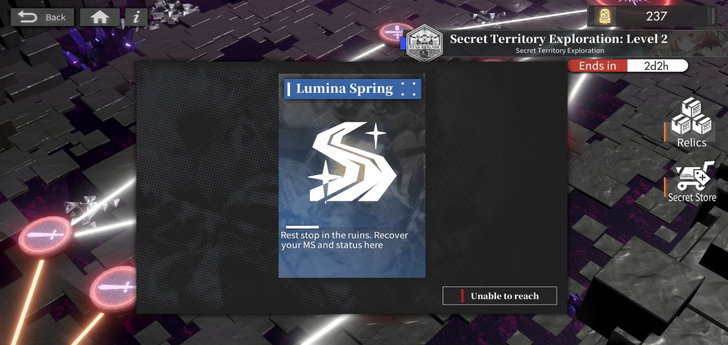 Back
i
237
Secret Territory Exploration: Level 2
Secret Territory Exploration
Ends in 2d2h
Lumina Spring
Relics
Secret Store
Rest stop in the ruins. Recover
your MS and status here
Unable to reach